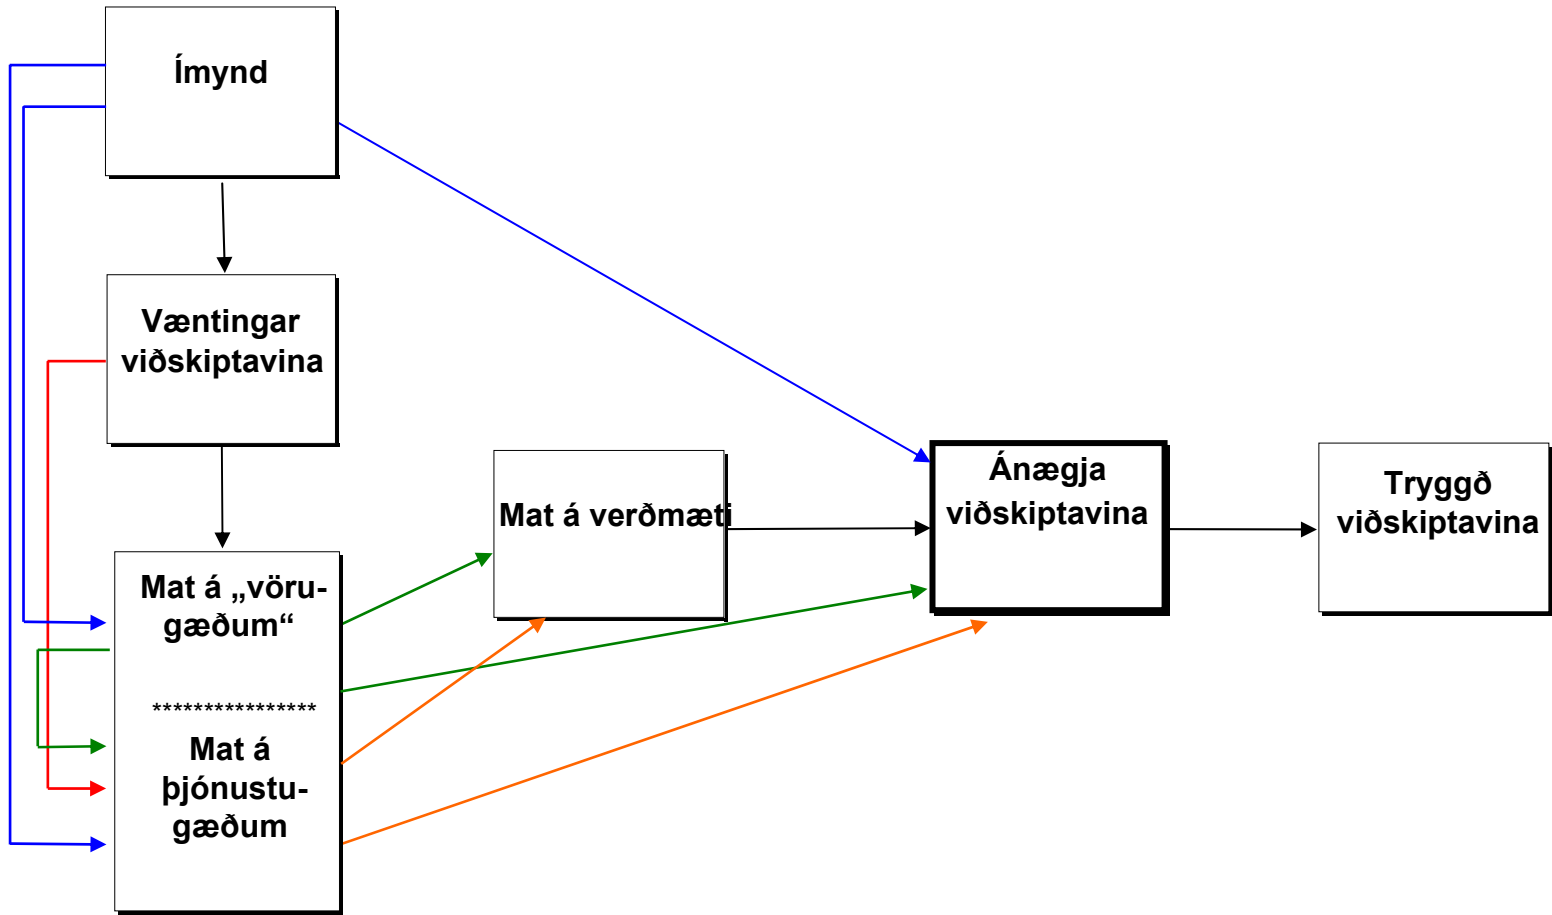 Ímynd
Væntingar
viðskiptavina
Mat á „vöru-
gæðum“
****************
Mat á
þjónustu-
gæðum
Mat á verðmæti
Ánægja
viðskiptavina
Tryggð
viðskiptavina